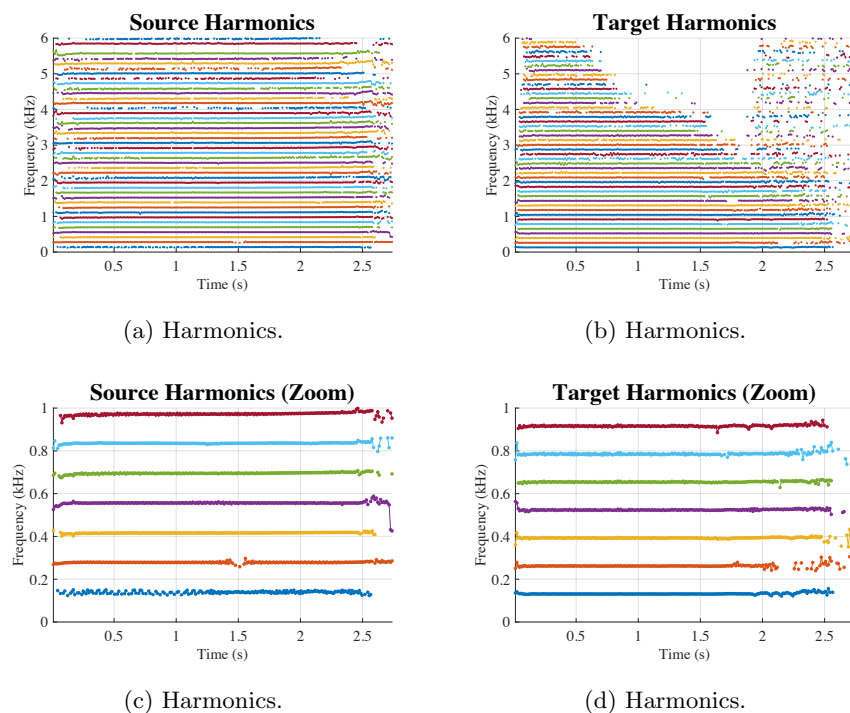 Source Harmonics
6
5
4
3
2
1
0
Frequency (kHz)
0.5 1 1.5 2 2.5
Time (s)
(a) Harmonics.
Target Harmonics
6
5
4
3
2
1
0
Frequency (kHz)
0.5 1 1.5 2 2.5
Time (s)
(b) Harmonics.
Source Harmonics (Zoom)
1
0.8
0.6
0.4
0.2
0
Frequency (kHz)
0.5 1 1.5 2 2.5
Time (s)
(c) Harmonics.
Target Harmonics (Zoom)
1
0.8
0.6
0.4
0.2
0
Frequency (kHz)
0.5 1 1.5 2 2.5
Time (s)
(d) Harmonics.